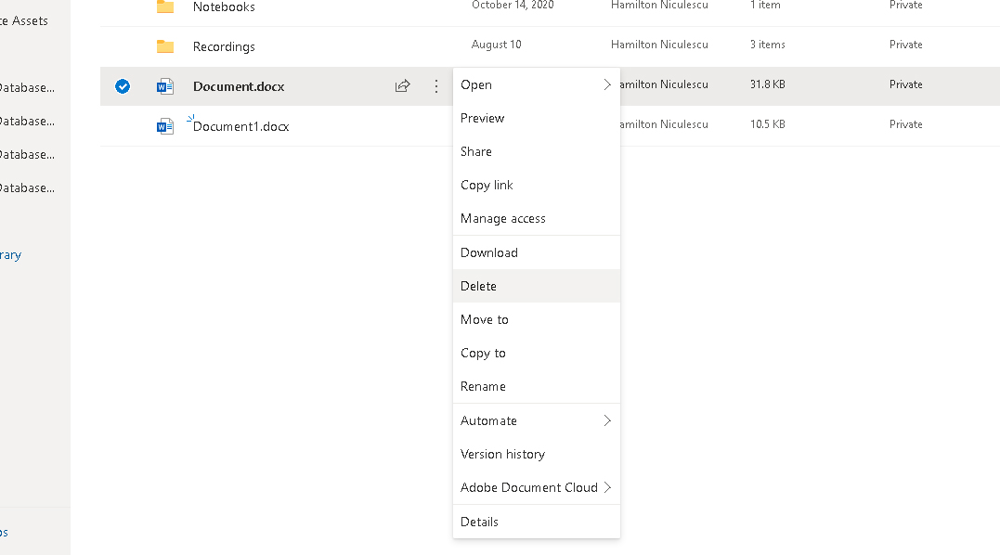 Notebooks October 14, 2020 Hamilton Niculescu 1 item Private
te Assets
Recordings August 10 Hamilton Niculescu 3 items Private
Database...
Document.docx Open amilton Niculescu 31.8 KB Private
Preview
Database...
Document1.docx amilton Niculescu 10.5 KB Private
Share
Database...
Copy link
Database...
Manage access
rary
Download
Delete
Move to
Copy to
Rename
Automate
Version history
Adobe Document Cloud
Details
os